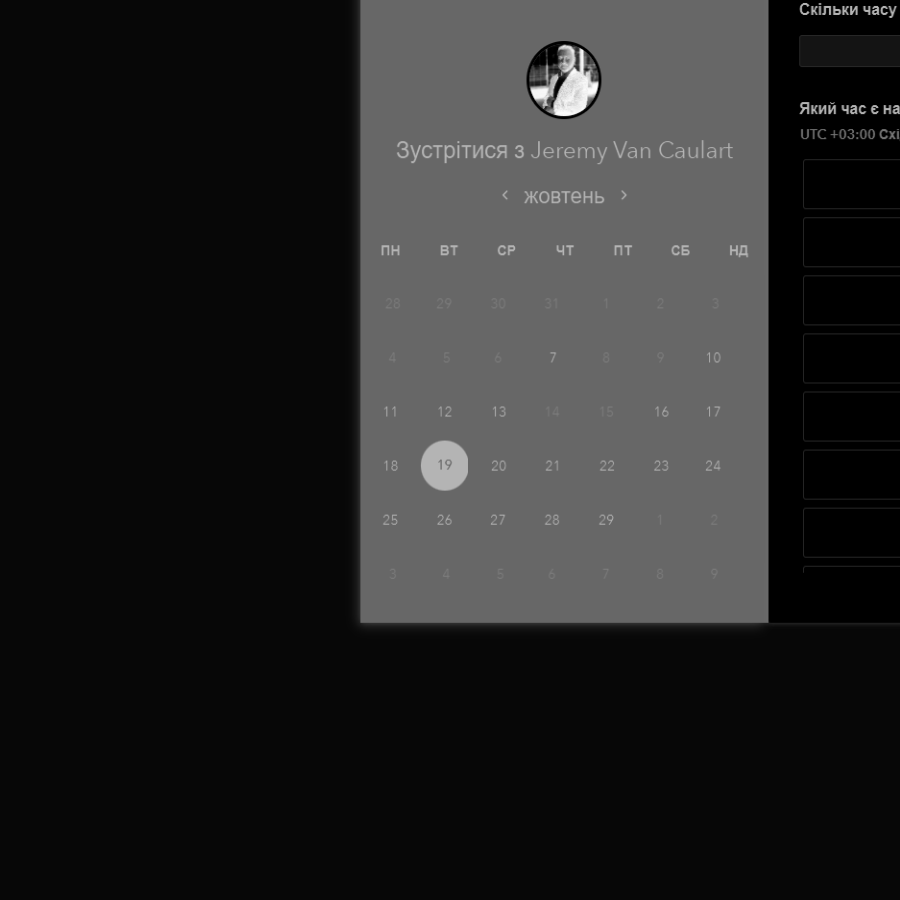 Скільки часу
Зустрітися з Jeremy Van Caulart
жовтень
ПН ВТ СР ЧТ ПТ СБ НД
28 29 30 31 1 2 3
4 5 6 7 8 9 10
11 12 13 14 15 16 17
18 19 20 21 22 23 24
25 26 27 28 29 1 2
3 4 5 6 7 8 9
Який час є
UTC +03:00